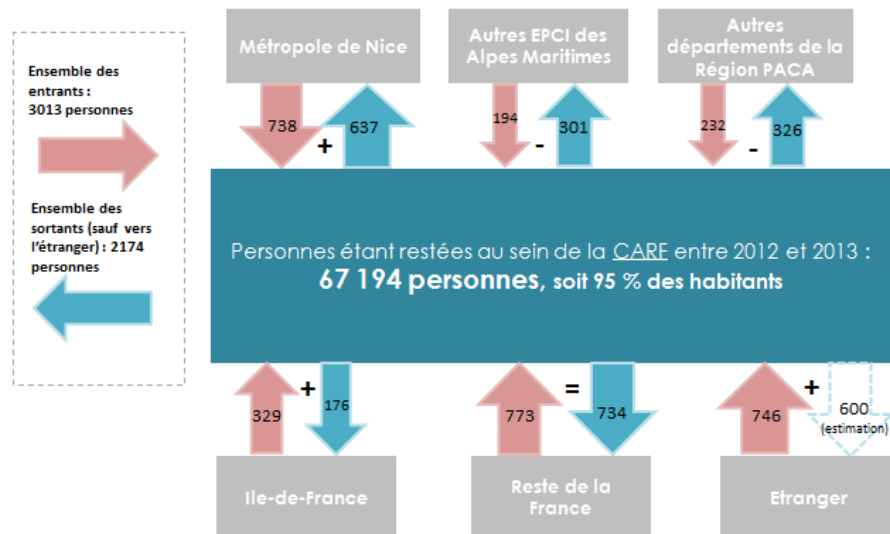 Ensemble des
entrants :
3013 personnes
Ensemble des
sortants (sauf vers
l'étranger) : 2174
personnes
Métropole de Nice
Autres EPCI des
Alpes Maritimes
Autres
départements de la
Région PACA
738
+
637
194
-
301
232
-
326
Personnes étant restées au sein de la CARF entre 2012 et 2013 :
67 194 personnes, soit 95 % des habitants
329
+
176
773
=
734
746
+
600
(estimation)
Ile-de-France
Reste de la
France
Etranger